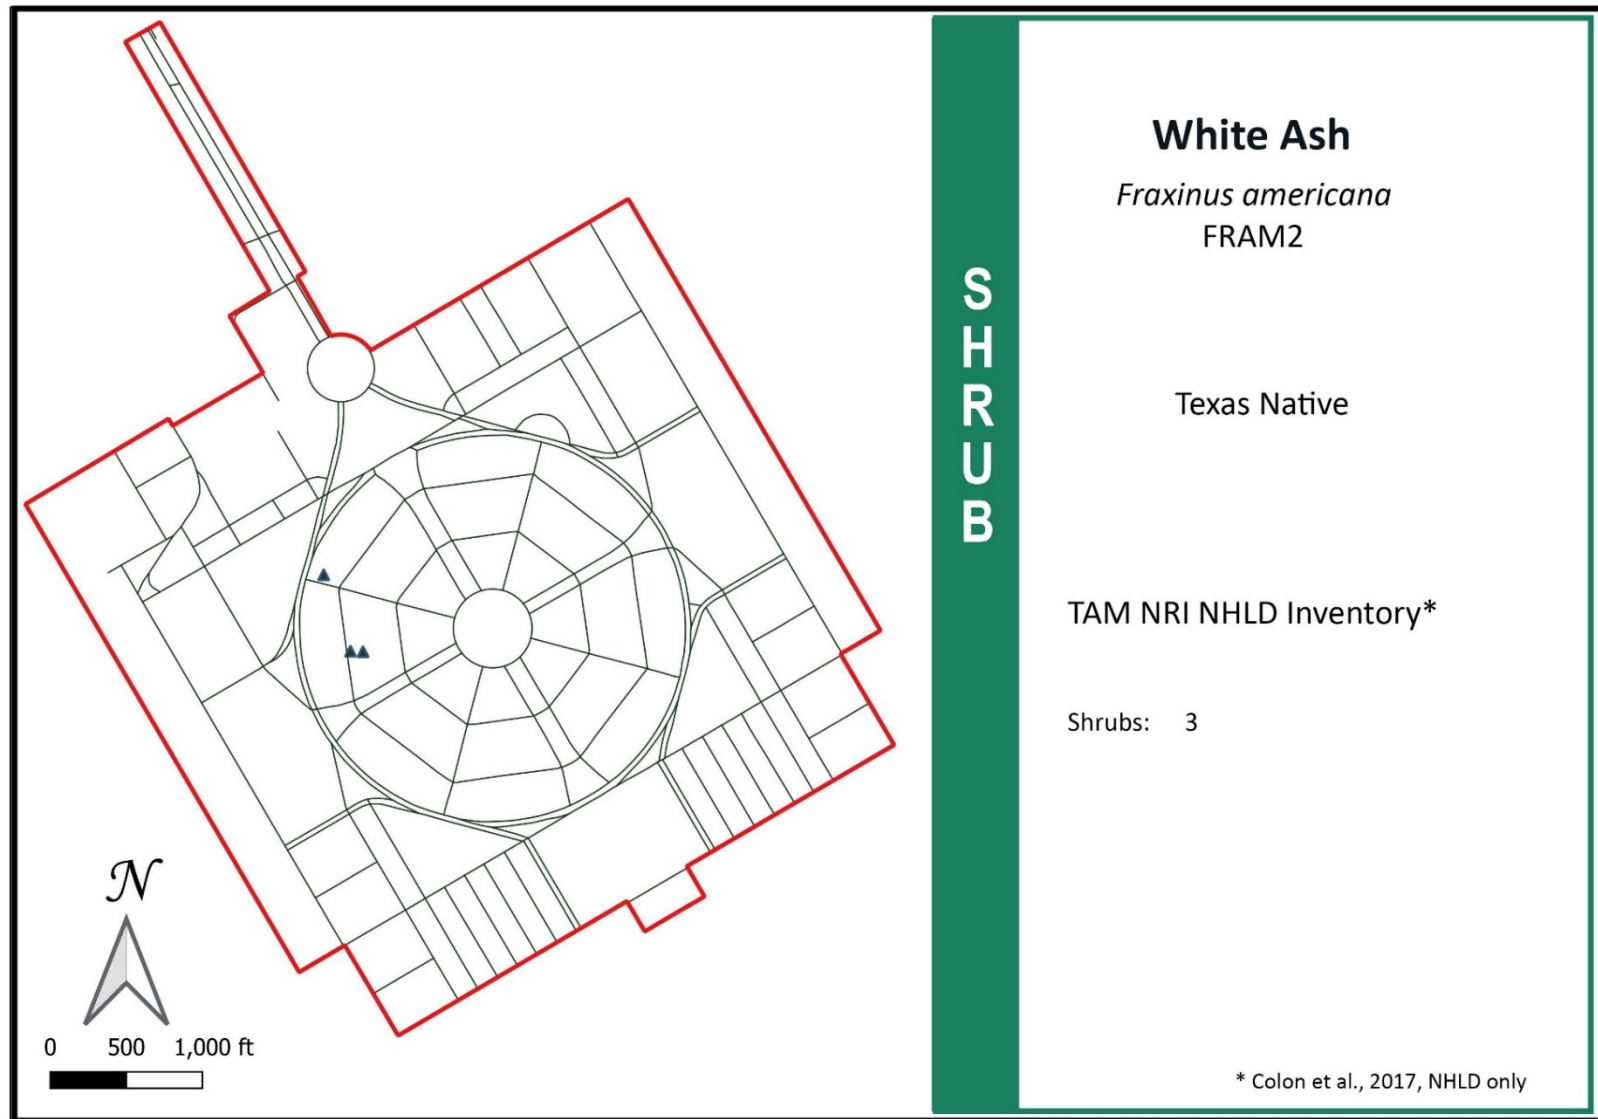 White Ash
Fraxinus americana
FRAM2
Texas Native
TAM NRI NHLD Inventory*
Shrubs: 3
* Colon et al., 2017, NHLD only
S
H
R
U
B
N
0 500 1,000 ft